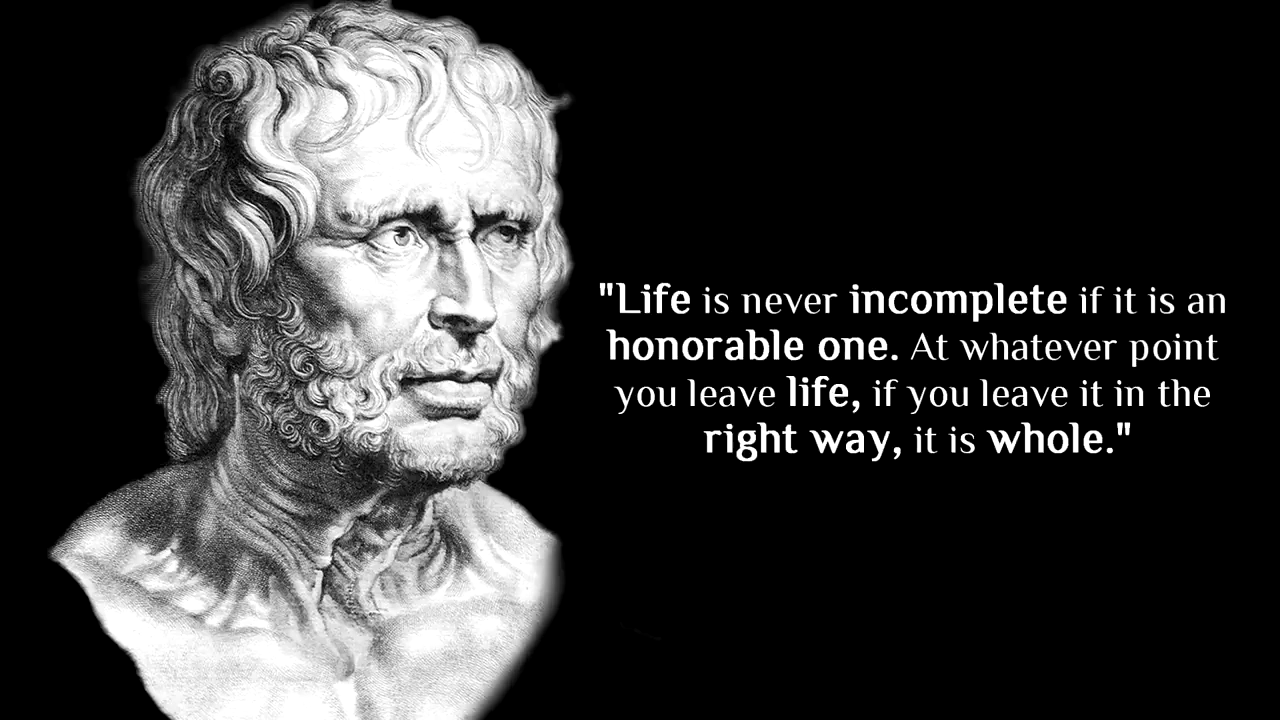 "Life is never incomplete if it is an
honorable one. At whatever point
you leave life, if you leave it in the
right way, it is whole."